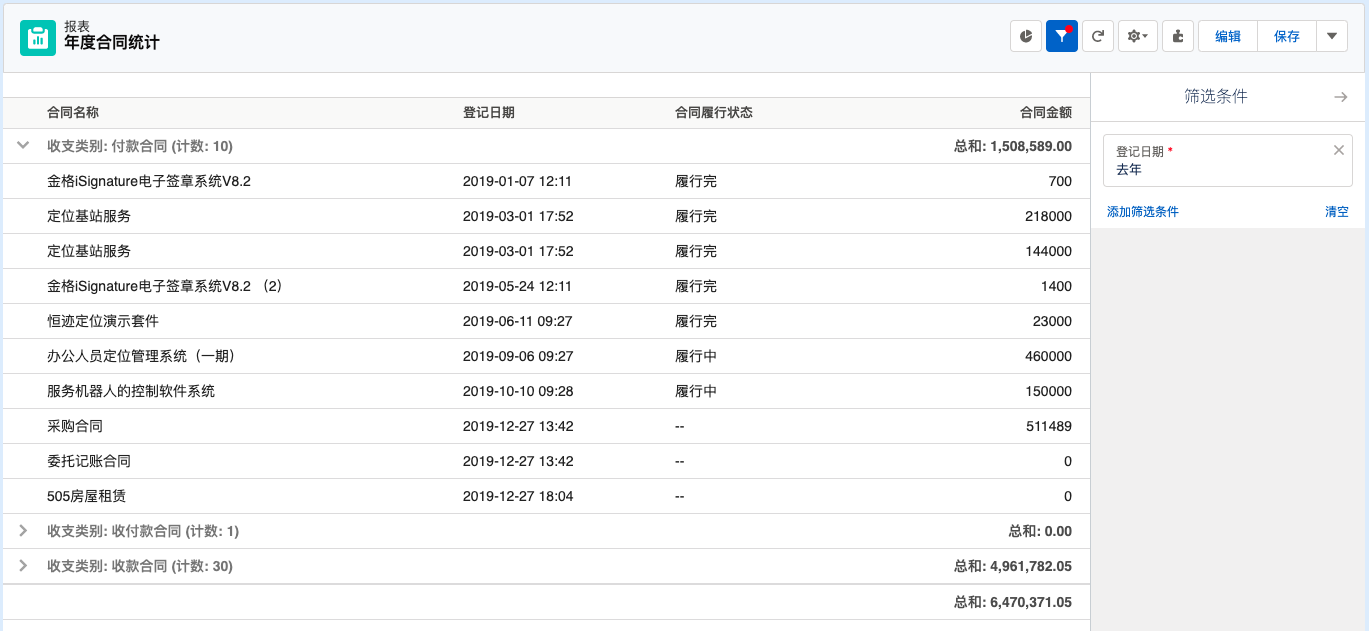 报表
年度合同统计
编辑 保存
合同名称 登记日期 合同履行状态 合同金额
收支类别: 付款合同 (计数: 10) 总和: 1,508,589.00
金格iSignature电子签章系统V8.2 2019-01-07 12:11 履行完 700
定位基站服务 2019-03-01 17:52 履行完 218000
定位基站服务 2019-03-01 17:52 履行完 144000
金格iSignature电子签章系统V8.2 （2） 2019-05-24 12:11 履行完 1400
恒迹定位演示套件 2019-06-11 09:27 履行完 23000
办公人员定位管理系统（一期） 2019-09-06 09:27 履行中 460000
服务机器人的控制软件系统 2019-10-10 09:28 履行中 150000
采购合同 2019-12-27 13:42 -- 511489
委托记账合同 2019-12-27 13:42 -- 0
505房屋租赁 2019-12-27 18:04 -- 0
收支类别: 收付款合同 (计数: 1) 总和: 0.00
收支类别: 收款合同 (计数: 30) 总和: 4,961,782.05
总和: 6,470,371.05
筛选条件
登记日期 *
去年
添加筛选条件 清空